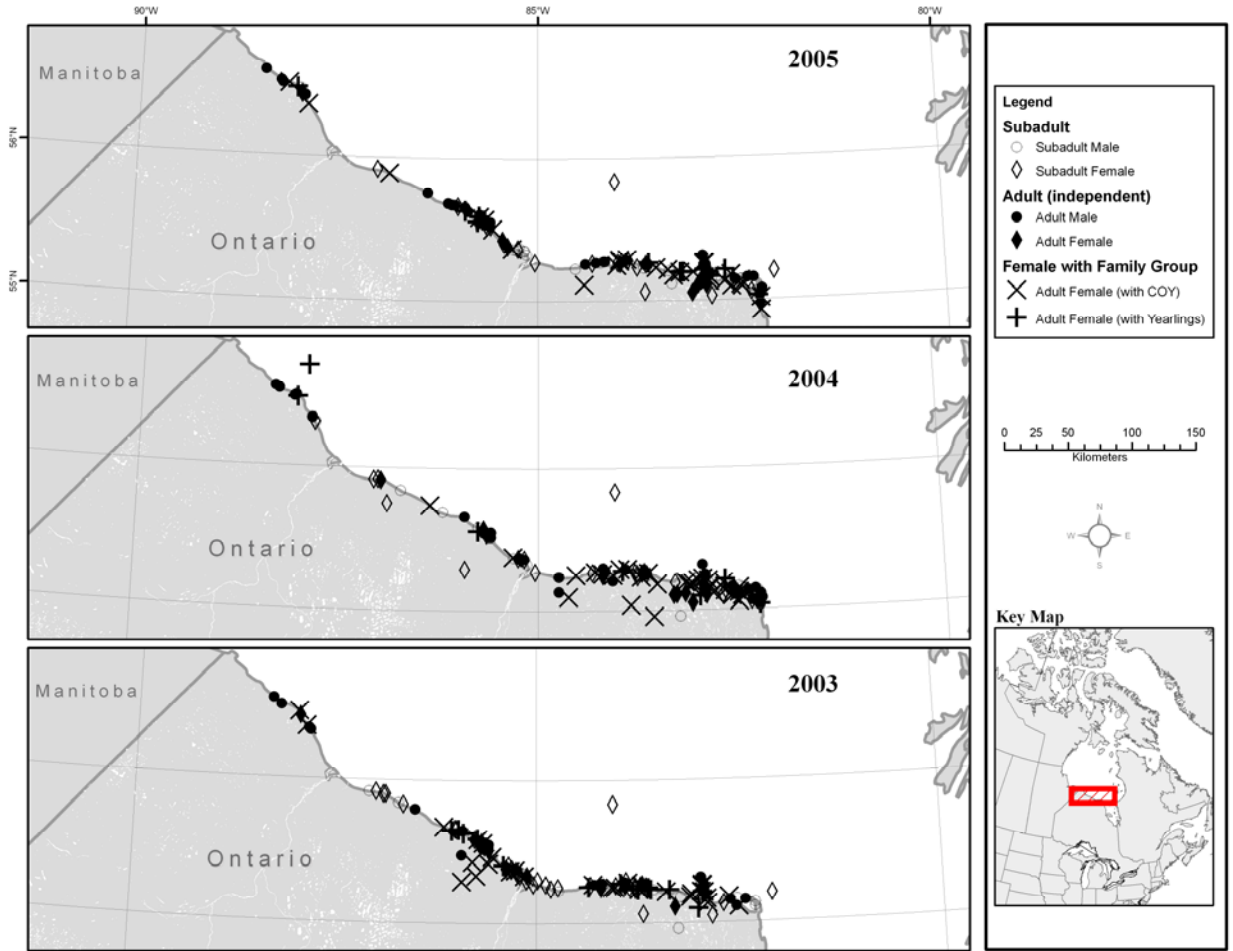 90°W
85°W
80°W
2005
Manitoba
Ontario
56°N
55°N
2004
Manitoba
Ontario
2003
Manitoba
Ontario
Legend
Subadult
Subadult Male
Subadult Female
Adult (independent)
Adult Male
Adult Female
Female with Family Group
Adult Female (with COY)
Adult Female (with Yearlings)
0 25 50 100 150
Kilometers
N
W E
S
Key Map